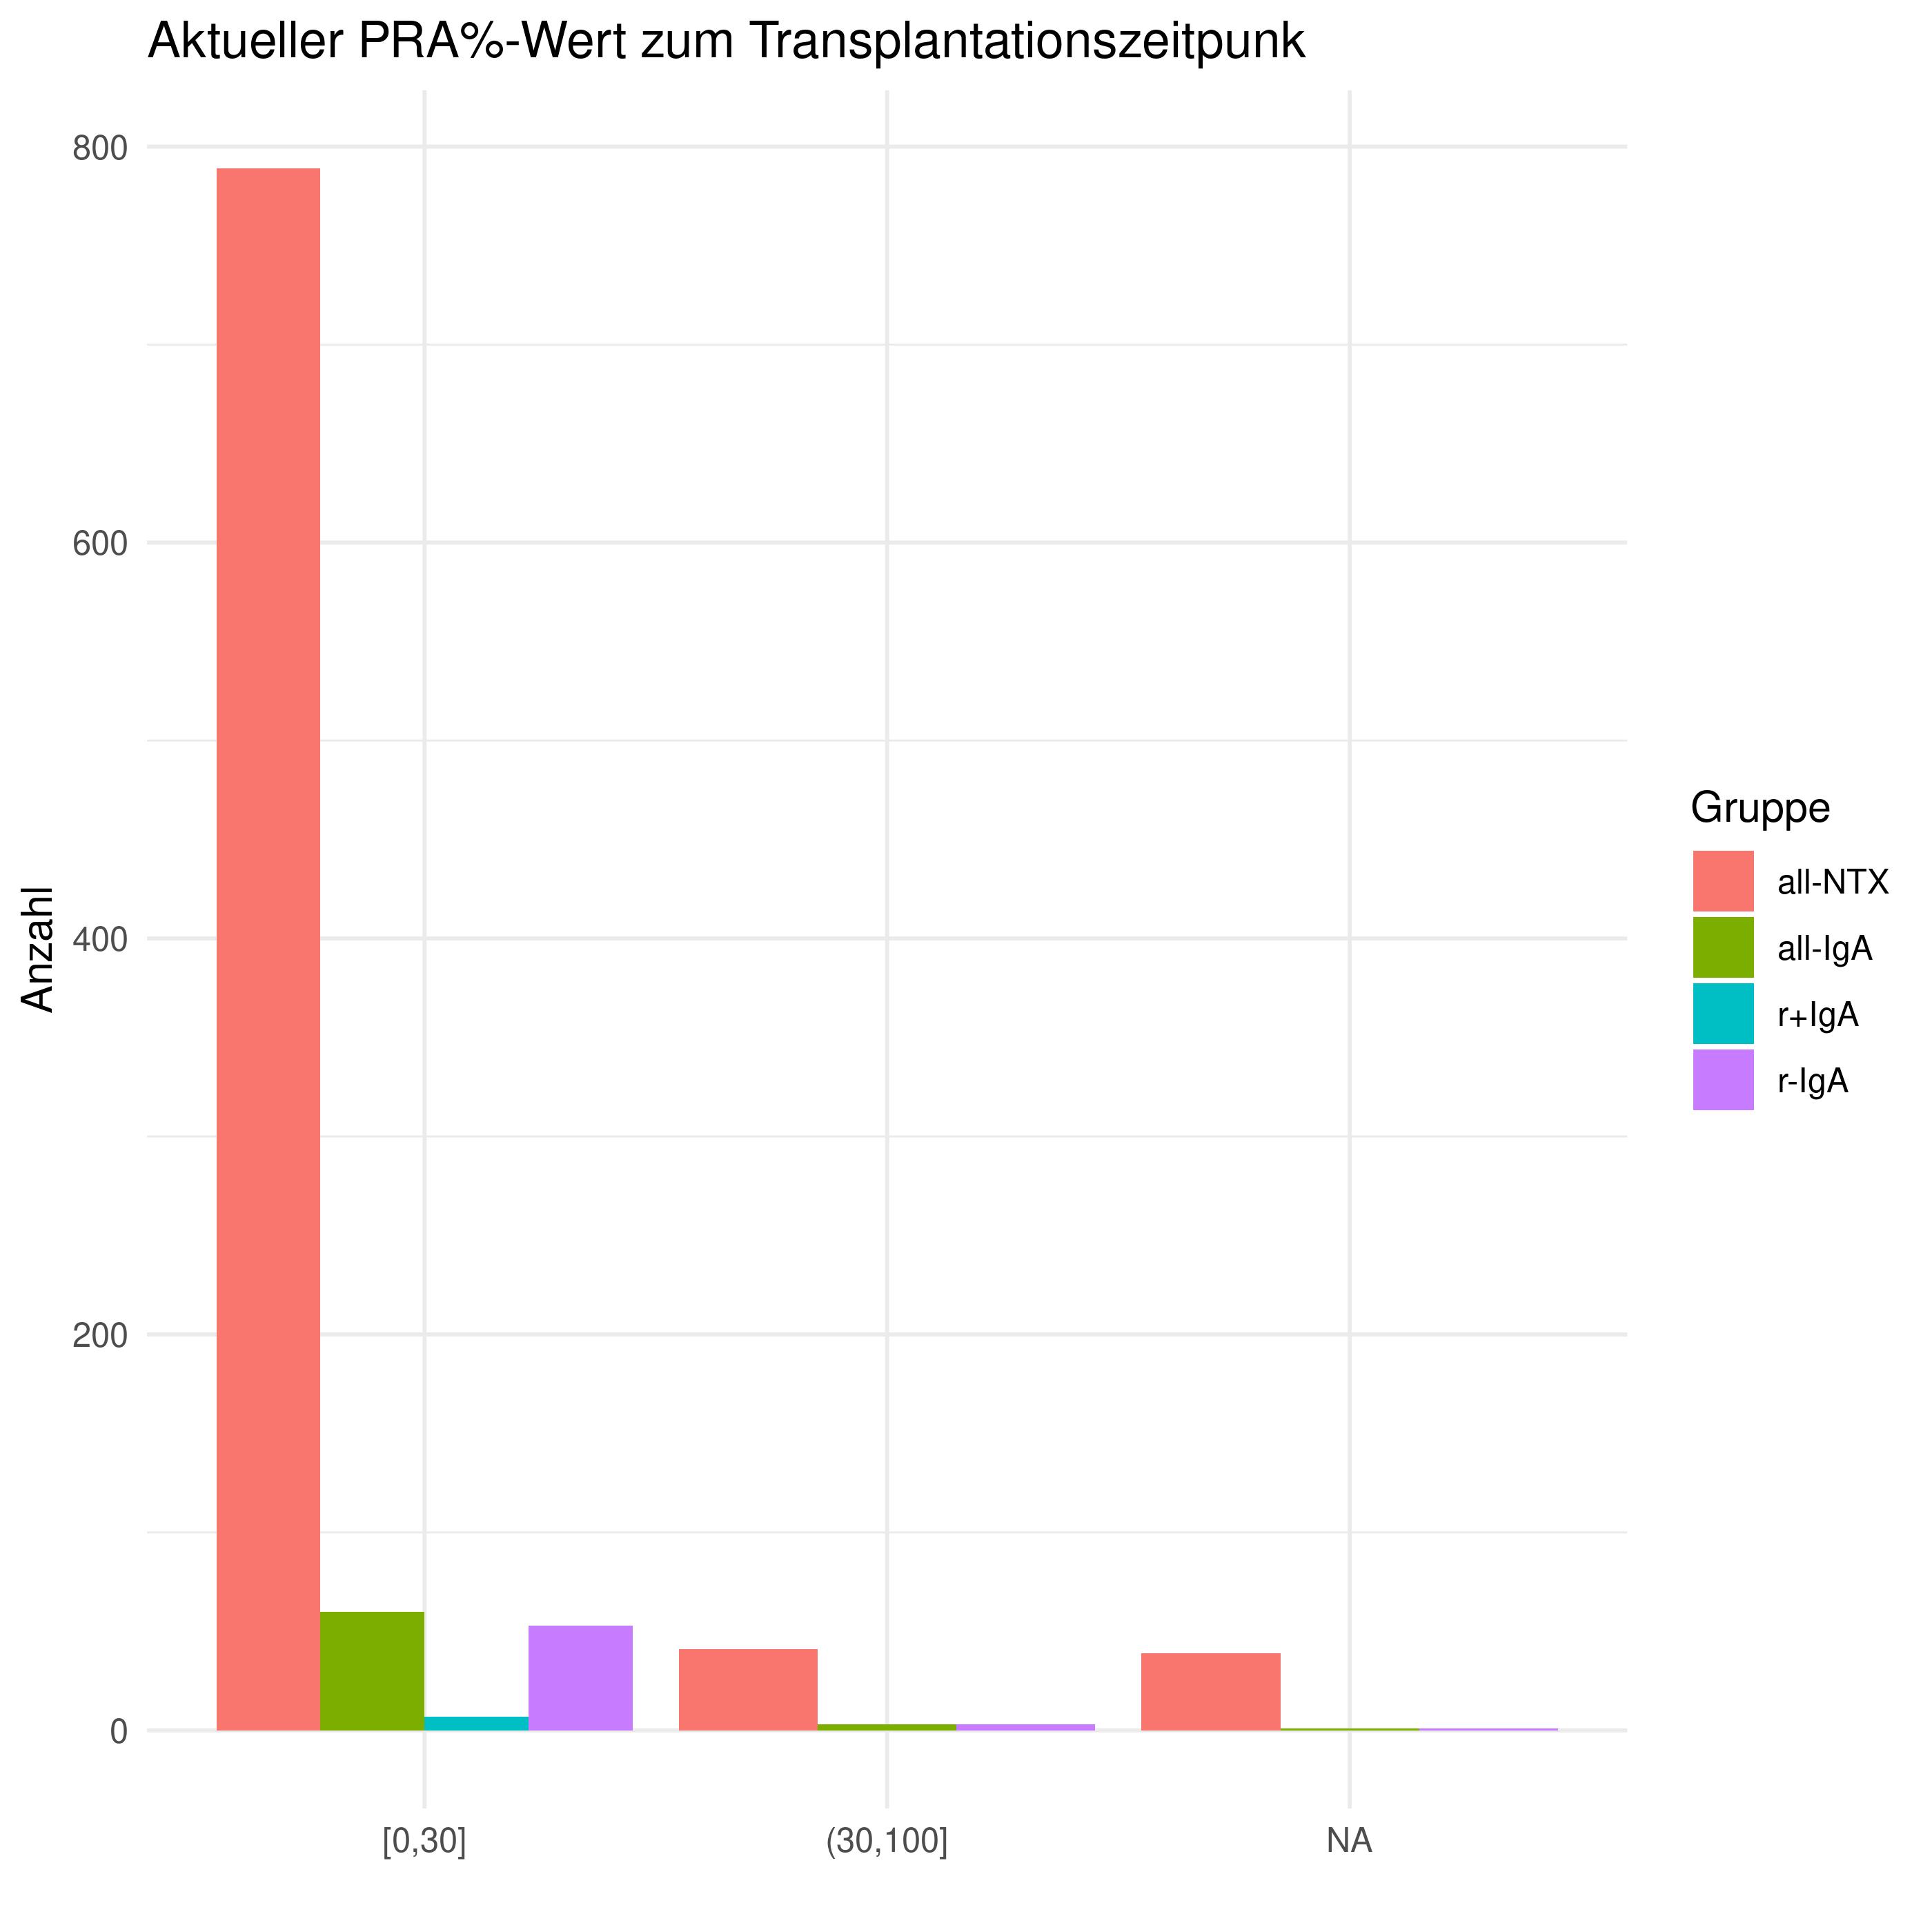 Aktueller PRA%-Wert zum Transplantationszeitpunk
800
600
400
200
0
Anzahl
[0,30]
(30,100]
NA
Gruppe
all-NTX
all-IgA
r+IgA
r-IgA